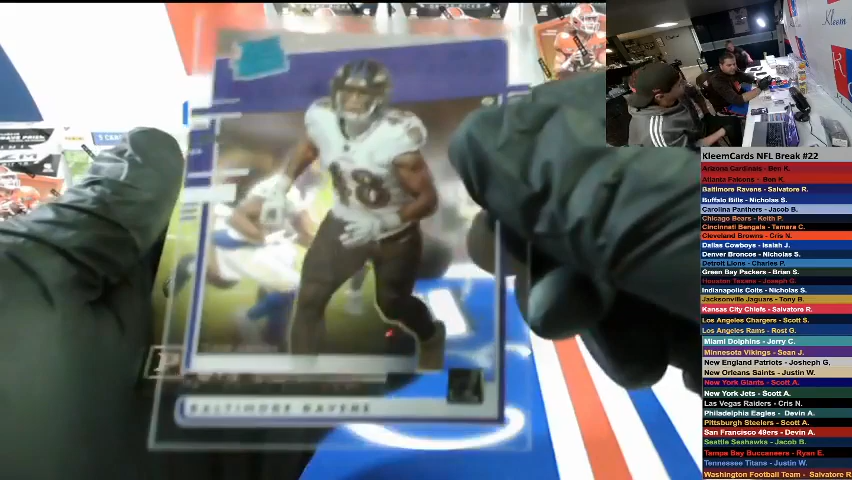 48
BALTIMORE RAVENS
Kleem
KleemCards NFL Break #22
Arizona Cardinals - Ben K.
Atlanta Falcons - Ben K.
Baltimore Ravens - Salvatore R.
Buffalo Bills - Nicholas S.
Carolina Panthers - Jacob B.
Chicago Bears - Keith P.
Cincinnati Bengals - Tamara C.
Cleveland Browns - Cris N.
Dallas Cowboys - Isaiah J.
Denver Broncos - Nicholas S.
Detroit Lions - Charles P.
Green Bay Packers - Brian S.
Houston Texans - Joseph G.
Indianapolis Colts - Nicholas S.
Jacksonville Jaguars - Tony B.
Kansas City Chiefs - Salvatore R.
Los Angeles Chargers - Scott S.
Los Angeles Rams - Rost G.
Miami Dolphins - Jerry C.
Minnesota Vikings - Sean J.
New England Patriots - Josheph G.
New Orleans Saints - Justin W.
New York Giants - Scott A.
New York Jets - Scott A.
Las Vegas Raiders - Cris N.
Philadelphia Eagles - Devin A.
Pittsburgh Steelers - Scott A.
San Francisco 49ers - Devin A.
Seattle Seahawks - Jacob B.
Tampa Bay Buccaneers - Ryan E.
Tennessee Titans - Justin W.
Washington Football Team - Salvatore R